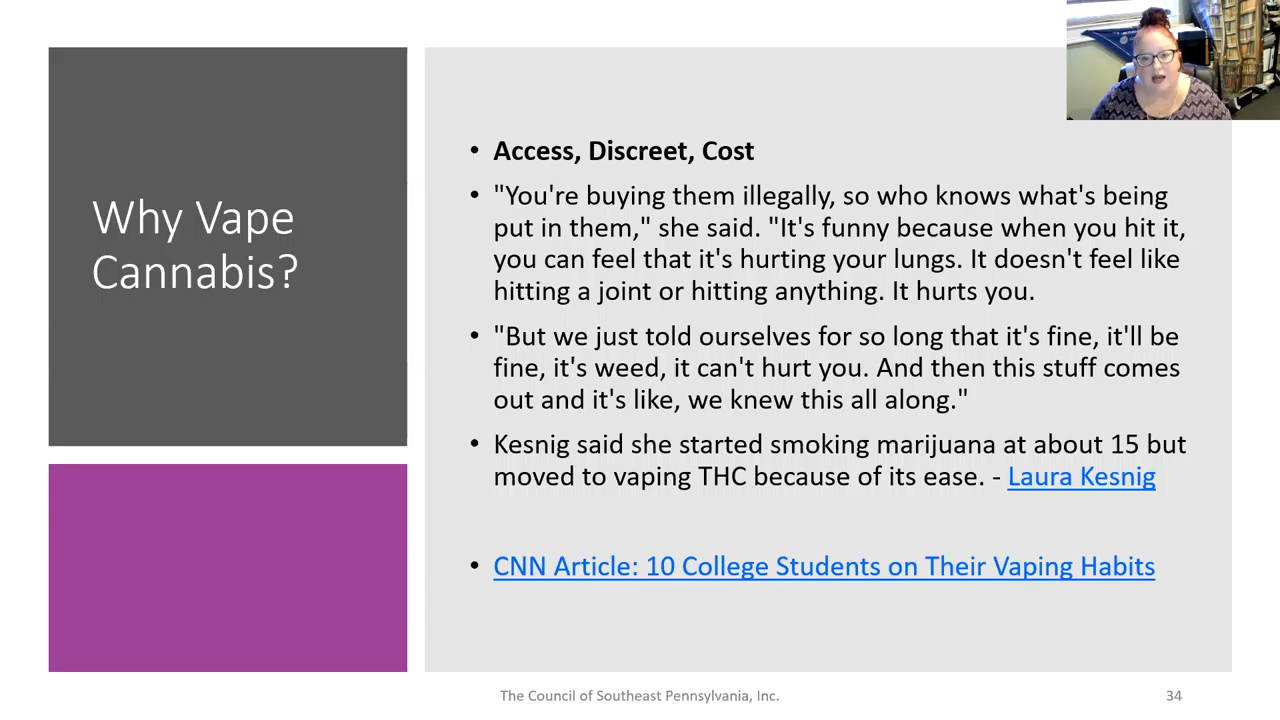 Why Vape
Cannabis?
• Access, Discreet, Cost
• "You're buying them illegally, so who knows what's being
put in them," she said. "It's funny because when you hit it,
you can feel that it's hurting your lungs. It doesn't feel like
hitting a joint or hitting anything. It hurts you.
• "But we just told ourselves for so long that it's fine, it'll be
fine, it's weed, it can't hurt you. And then this stuff comes
out and it's like, we knew this all along."
• Kesnig said she started smoking marijuana at about 15 but
moved to vaping THC because of its ease. - Laura Kesnig
• CNN Article: 10 College Students on Their Vaping Habits
The Council of Southeast Pennsylvania, Inc.
34